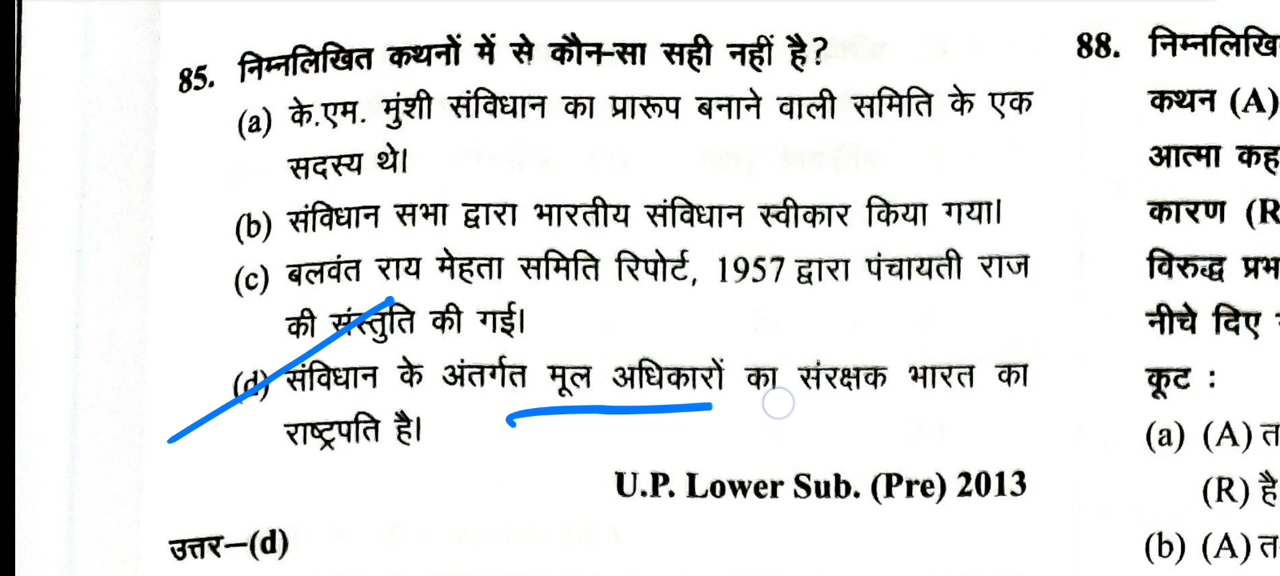 85. निम्नलिखित कथनों में से कौन-सा सही नहीं है?
(a) के.एम. मुंशी संविधान का प्रारूप बनाने वाली समिति के एक
सदस्य थे।
(b) संविधान सभा द्वारा भारतीय संविधान स्वीकार किया गया।
(c) बलवंत राय मेहता समिति रिपोर्ट, 1957 द्वारा पंचायती राज
की संस्तुति की गई।
(d) संविधान के अंतर्गत मूल अधिकारों का संरक्षक भारत का
राष्ट्रपति है।
U.P. Lower Sub. (Pre) 2013
उत्तर–(d)
88. निम्नलिखि
कथन (A)
आत्मा कह
कारण (R
विरुद्ध प्रभ
नीचे दिए
कूट :
(a) (A) त
(R) है
(b) (A) त